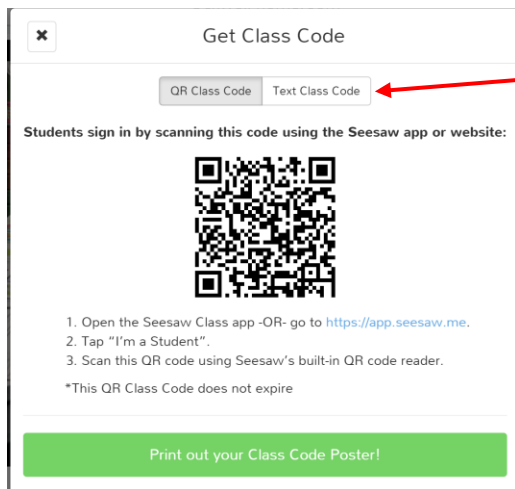 Get Class Code
QR Class Code Text Class Code
Students sign in by scanning this code using the Seesaw app or website:
1. Open the Seesaw Class app -OR- go to https://app.seesaw.me.
2. Tap "I'm a Student".
3. Scan this QR code using Seesaw's built-in QR code reader.
*This QR Class Code does not expire
Print out your Class Code Poster!